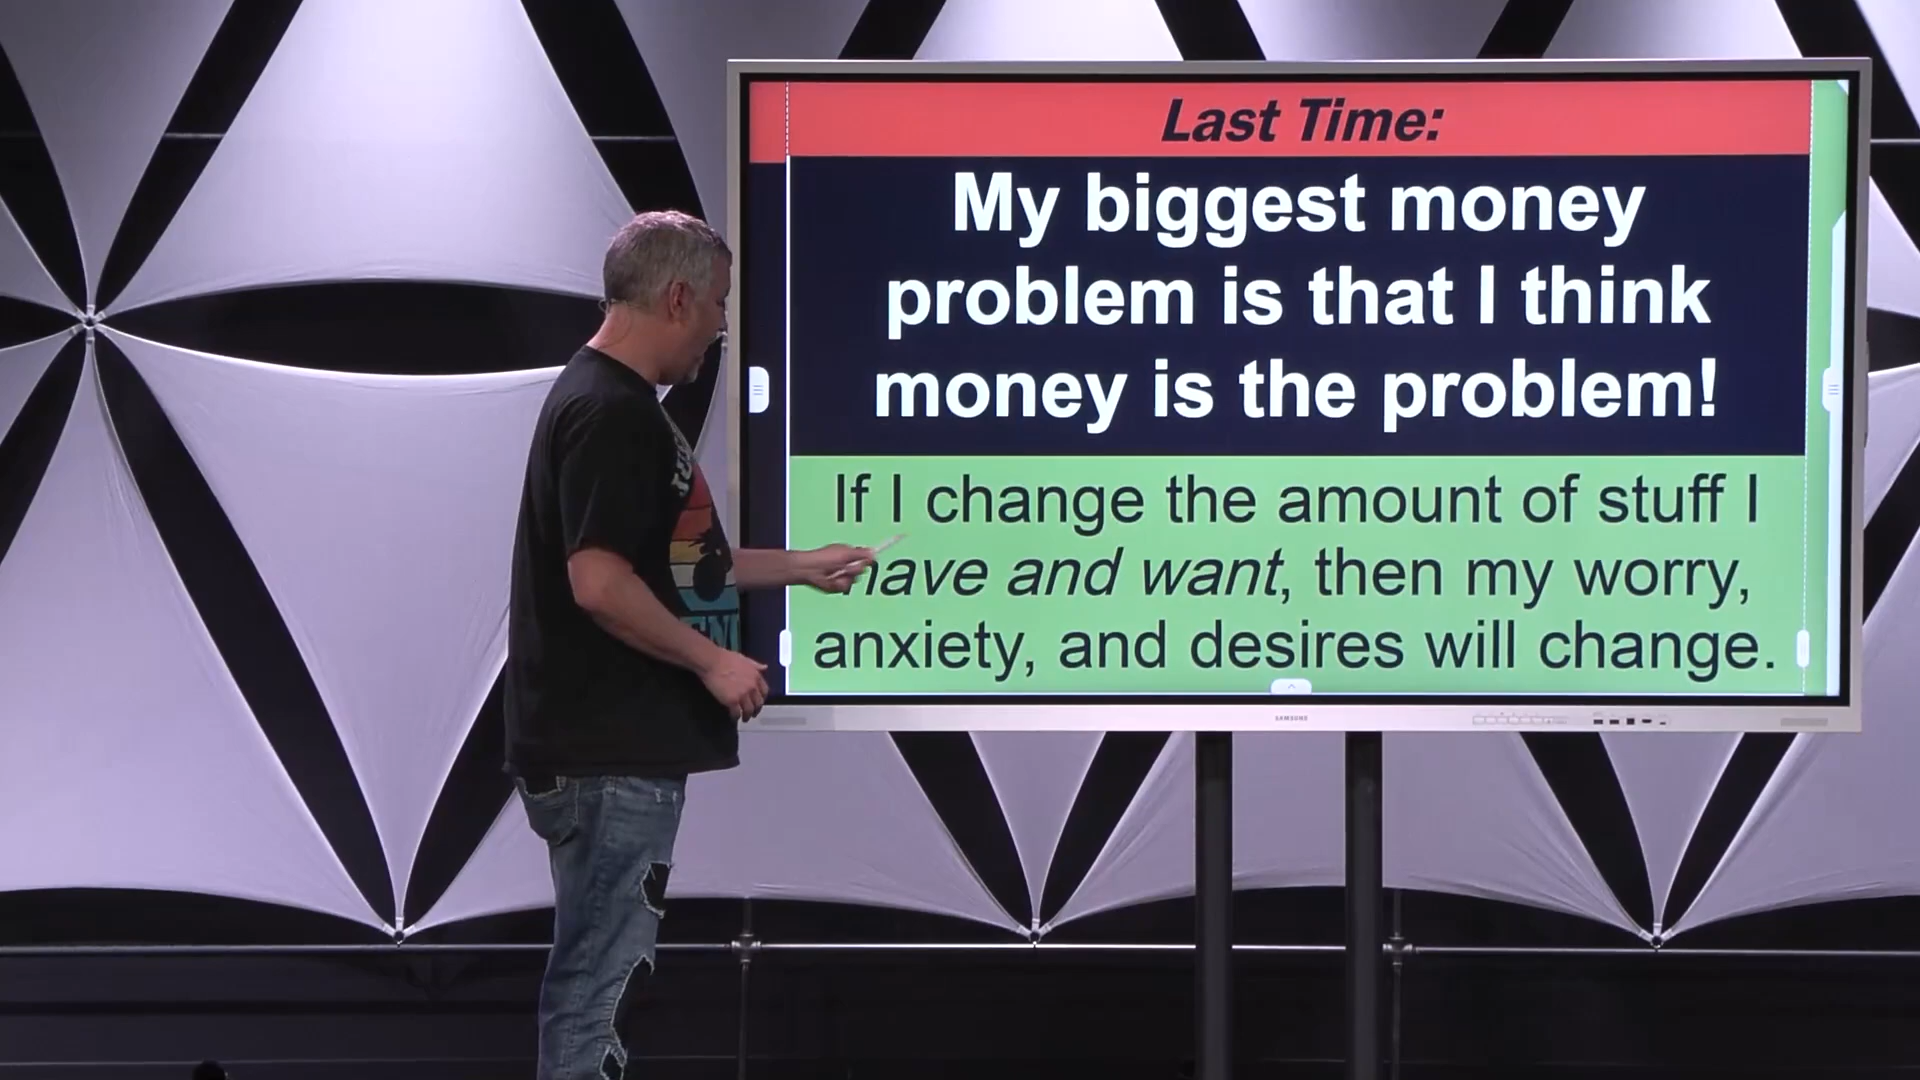 Last Time:
My biggest money
problem is that I think
money is the problem!
If I change the amount of stuff I
have and want, then my worry,
anxiety, and desires will change.
SAMSUNG